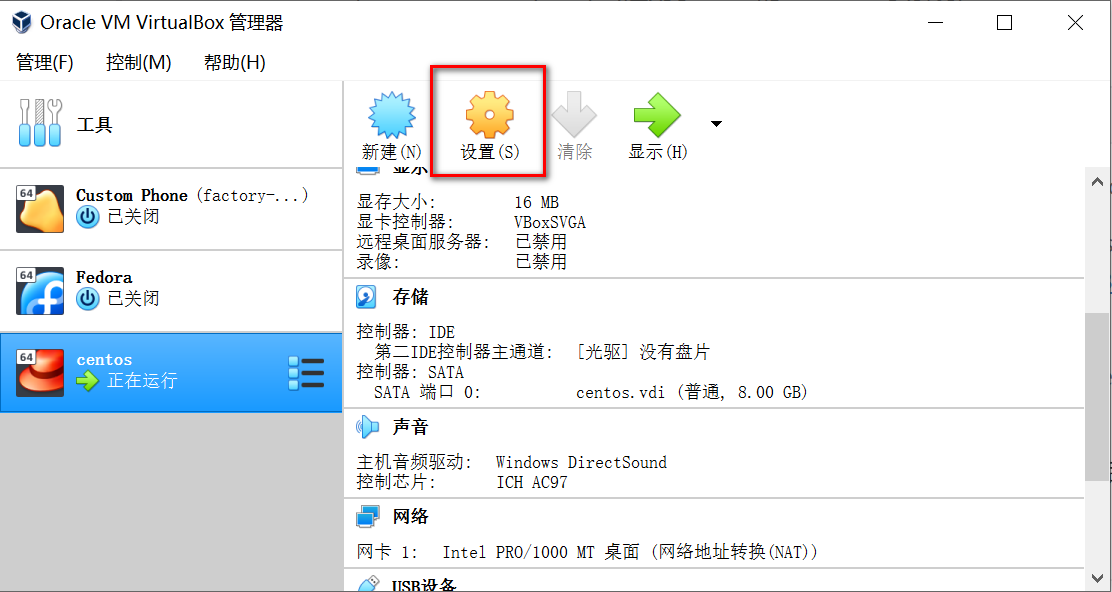 Oracle VM VirtualBox 管理器
管理(F) 控制(M) 帮助(H)
工具
新建(N) 设置(S) 清除 显示(H)
64 Custom Phone (factory-...)
已关闭
64 Fedora
已关闭
64 centos
正在运行
显示
显存大小: 16 MB
显卡控制器: VBoxSVGA
远程桌面服务器: 已禁用
录像: 已禁用
存储
控制器: IDE
第二IDE控制器主通道: [光驱] 没有盘片
控制器: SATA
SATA 端口 0: centos.vdi (普通, 8.00 GB)
声音
主机音频驱动: Windows DirectSound
控制芯片: ICH AC97
网络
网卡 1: Intel PRO/1000 MT 桌面 (网络地址转换(NAT))
USB设备